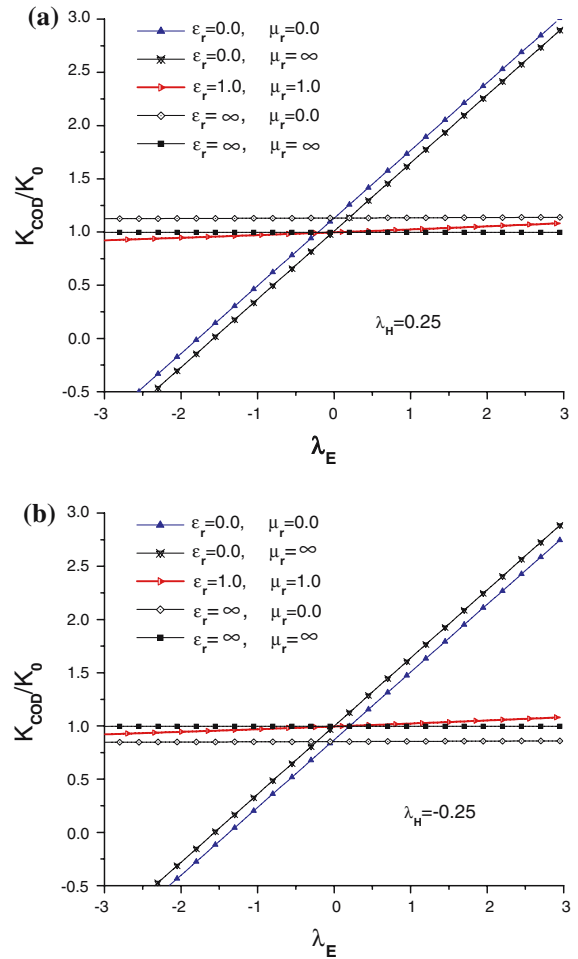 (a)
ε_r=0.0, μ_r=0.0
ε_r=0.0, μ_r=∞
ε_r=1.0, μ_r=1.0
ε_r=∞, μ_r=0.0
ε_r=∞, μ_r=∞
3.0
2.5
2.0
1.5
1.0
0.5
0.0
-0.5
K_COD/K_0
λ_H=0.25
-3 -2 -1 0 1 2 3
λ_E
(b)
ε_r=0.0, μ_r=0.0
ε_r=0.0, μ_r=∞
ε_r=1.0, μ_r=1.0
ε_r=∞, μ_r=0.0
ε_r=∞, μ_r=∞
3.0
2.5
2.0
1.5
1.0
0.5
0.0
-0.5
K_COD/K_0
λ_H=-0.25
-3 -2 -1 0 1 2 3
λ_E